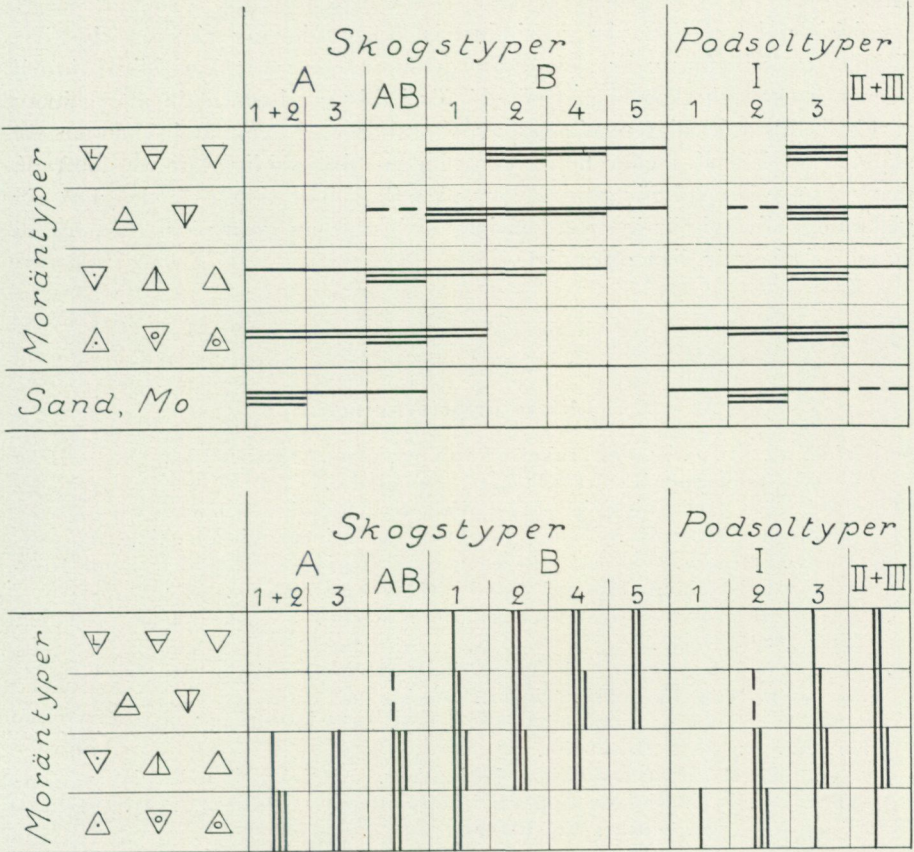 Skogstyper Podsoltyper
A AB B I II+III
1+2 3 1 2 4 5 1 2 3
Moräntyper
Sand, Mo
Skogstyper Podsoltyper
A AB B I II+III
1+2 3 1 2 4 5 1 2 3
Moräntyper